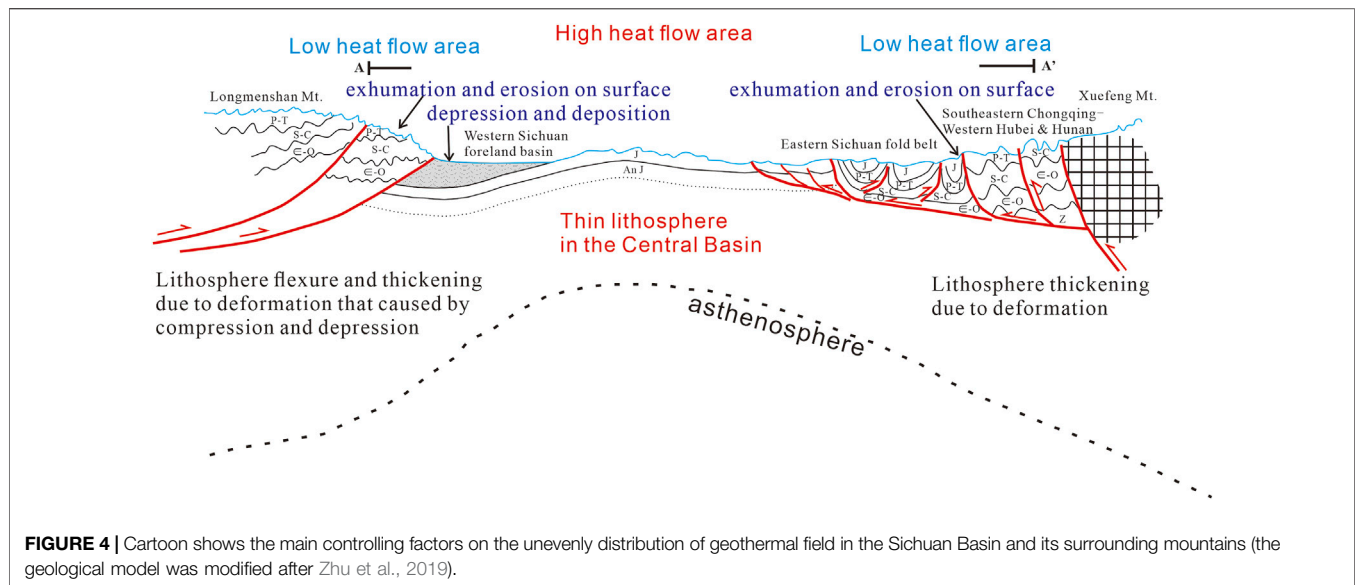 High heat flow area
Low heat flow area
Low heat flow area
A
A'
Longmenshan Mt.
exhumation and erosion on surface
depression and deposition
Western Sichuan
foreland basin
exhumation and erosion on surface
Southeastern Chongqing-
Western Hubei & Hunan
Xuefeng Mt.
Eastern Sichuan fold belt
P-T
S-C
∈-O
P-T
S-C
∈-O
J
An J
J
J
J
P-T
P-T
S-C
∈-O
S-C
∈-O
P-T
S-C
∈-O
S-C
∈-O
Z
Thin lithosphere
in the Central Basin
Lithosphere flexure and thickening
due to deformation that caused by
compression and depression
Lithosphere thickening
due to deformation
asthenosphere
FIGURE 4 | Cartoon shows the main controlling factors on the unevenly distribution of geothermal field in the Sichuan Basin and its surrounding mountains (the
geological model was modified after Zhu et al., 2019).